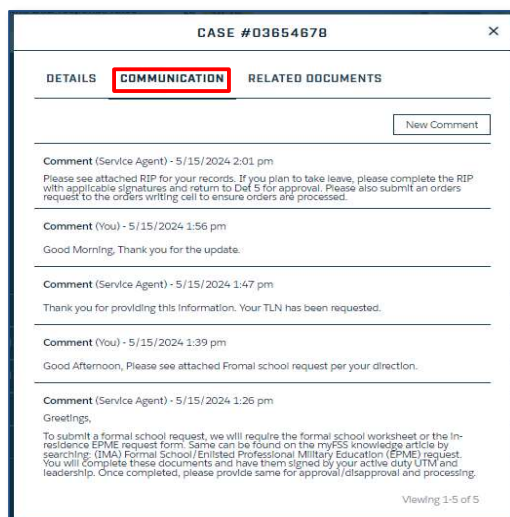 CASE #03654678
×
DETAILS COMMUNICATION RELATED DOCUMENTS
New Comment
Comment (Service Agent) - 5/15/2024 2:01 pm
Please see attached RIP for your records. If you plan to take leave, please complete the RIP
with applicable signatures and return to Det 5 for approval. Please also submit an orders
request to the orders writing cell to ensure orders are processed.
Comment (You) - 5/15/2024 1:56 pm
Good Morning, Thank you for the update.
Comment (Service Agent) - 5/15/2024 1:47 pm
Thank you for providing this information. Your TLN has been requested.
Comment (You) - 5/15/2024 1:39 pm
Good Afternoon, Please see attached Fromal school request per your direction.
Comment (Service Agent) - 5/15/2024 1:26 pm
Greetings,
To submit a formal school request, we will require the formal school worksheet or the in-
residence EPME request form. Same can be found on the myFSS knowledge article by
searching: (IMA) Formal School/Enlisted Professional Military Education (EPME) request.
You will complete these documents and have them signed by your active duty UTM and
leadership. Once completed, please provide same for approval/disapproval and processing.
Viewing 1-5 of 5